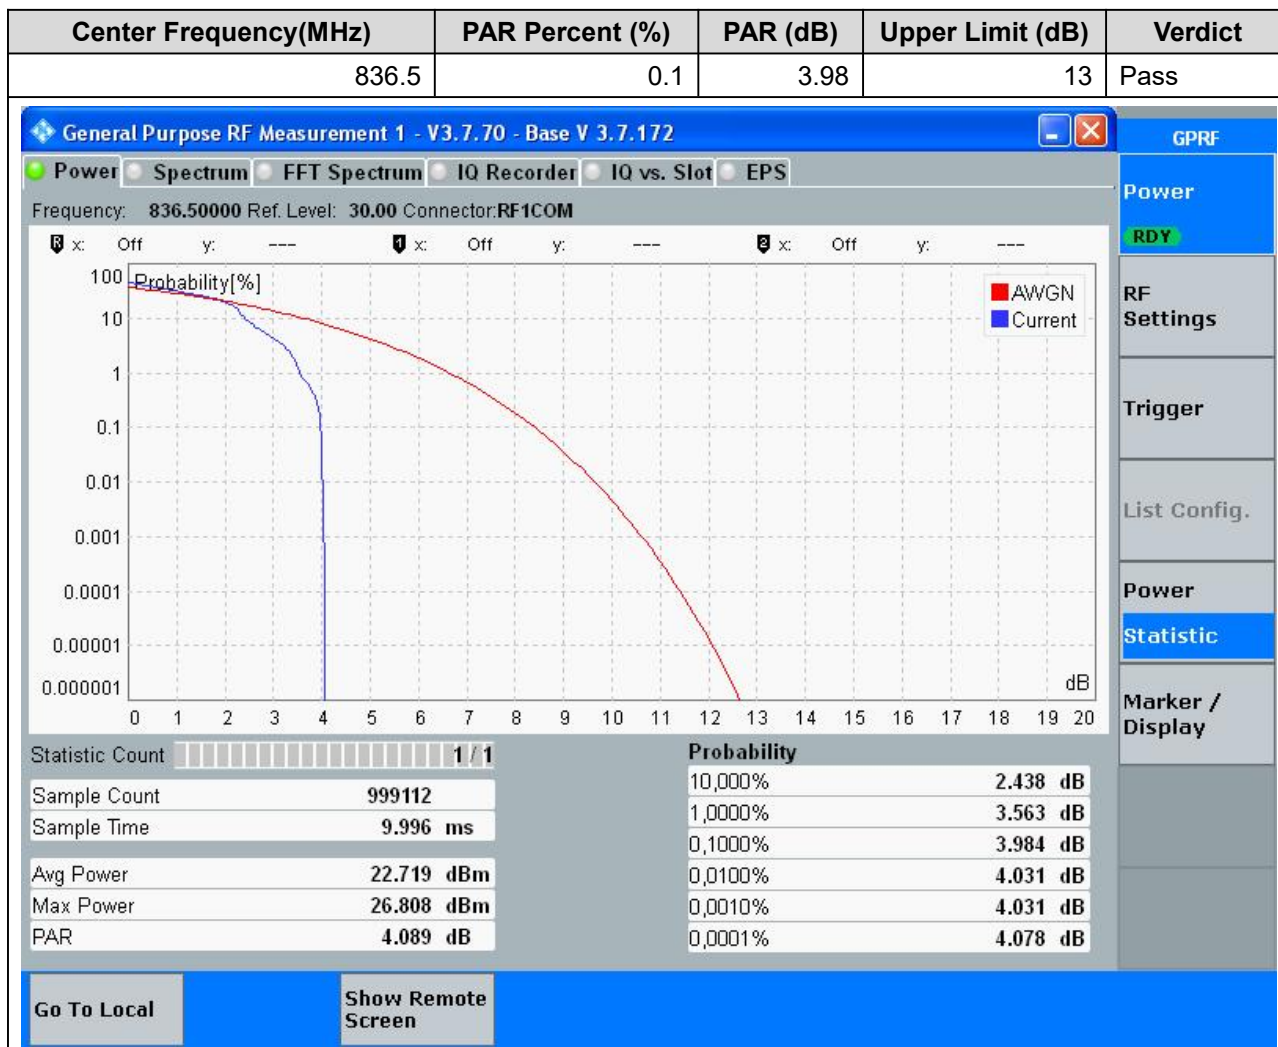 Center Frequency(MHz) PAR Percent (%) PAR (dB) Upper Limit (dB) Verdict
836.5 0.1 3.98 13 Pass
General Purpose RF Measurement 1 - V3.7.70 - Base V 3.7.172
GPRF
Power Spectrum FFT Spectrum IQ Recorder IQ vs. Slot EPS
Frequency: 836.50000 Ref. Level: 30.00 Connector:RF1COM
R x: Off y: --- 1 x: Off y: --- 2 x: Off y: ---
Probability[%]
AWGN
Current
100
10
1
0.1
0.01
0.001
0.0001
0.00001
0.000001
dB
0 1 2 3 4 5 6 7 8 9 10 11 12 13 14 15 16 17 18 19 20
Statistic Count 1 / 1
Sample Count 999112
Sample Time 9.996 ms
Avg Power 22.719 dBm
Max Power 26.808 dBm
PAR 4.089 dB
Probability
10,000% 2.438 dB
1,0000% 3.563 dB
0,1000% 3.984 dB
0,0100% 4.031 dB
0,0010% 4.031 dB
0,0001% 4.078 dB
Power
RDY
RF
Settings
Trigger
List Config.
Power
Statistic
Marker /
Display
Go To Local
Show Remote
Screen